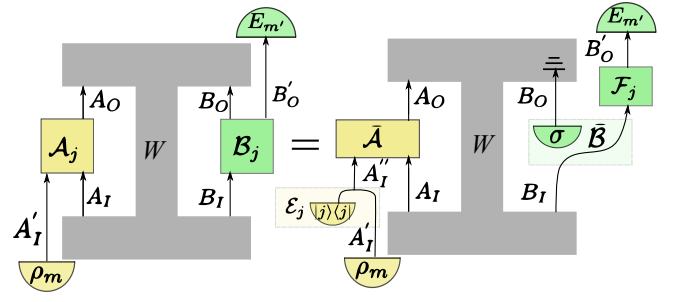 E_{m'}
E_{m'}
A_O
B_O
B'_O
A_O
B_O
B'_O
F_j
A_j
W
B_j
=
Ā
W
σ
B̄
A'_I
A_I
B_I
E_j
|j⟩⟨j|
A''_I
A_I
B_I
A'_I
ρ_m
ρ_m